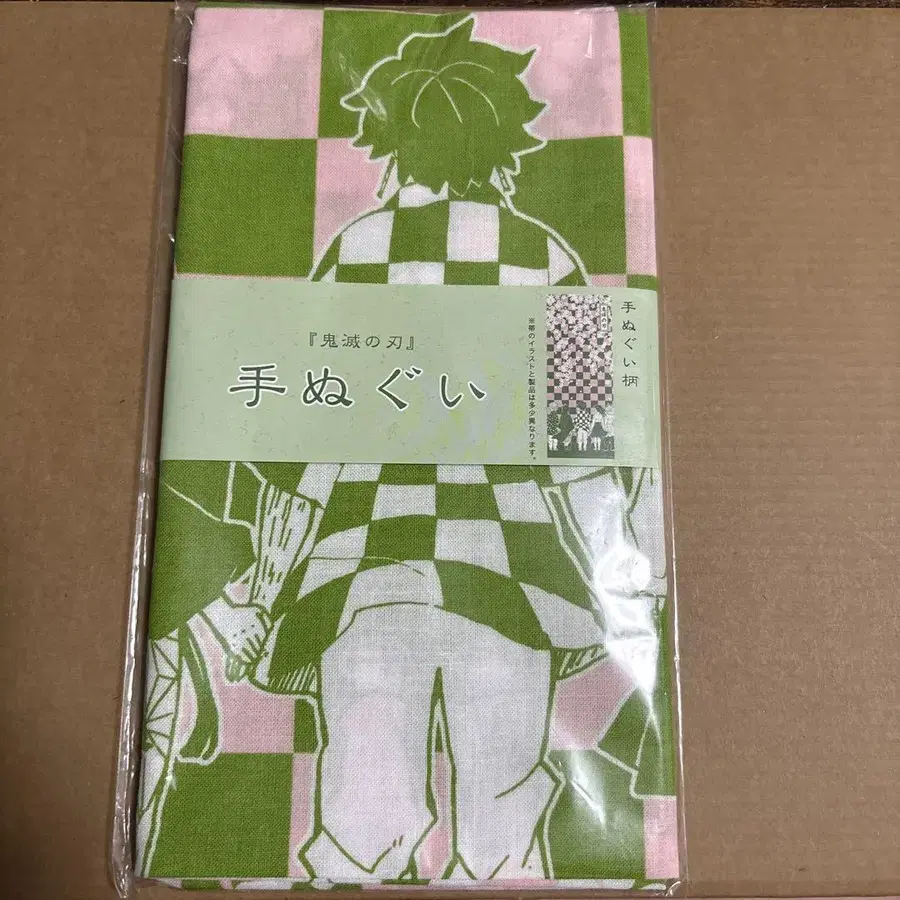 『鬼滅の刃』
手ぬぐい
手ぬぐい柄
※帯のイラストと製品は多少異なります。